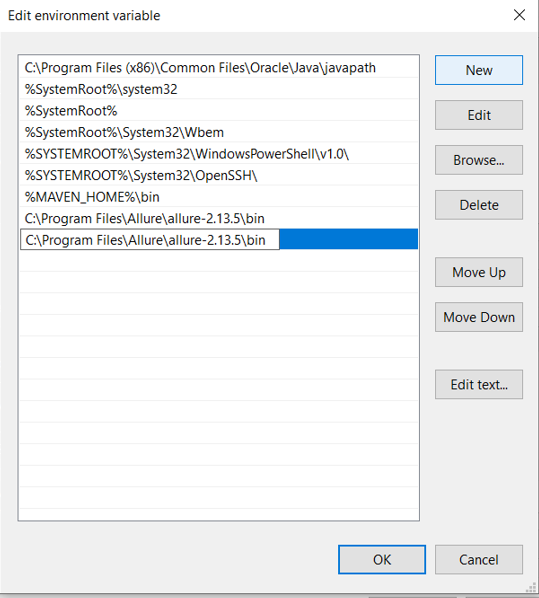 Edit environment variable
C:\Program Files (x86)\Common Files\Oracle\Java\javapath
%SystemRoot%\system32
%SystemRoot%
%SystemRoot%\System32\Wbem
%SYSTEMROOT%\System32\WindowsPowerShell\v1.0\
%SYSTEMROOT%\System32\OpenSSH\
%MAVEN_HOME%\bin
C:\Program Files\Allure\allure-2.13.5\bin
C:\Program Files\Allure\allure-2.13.5\bin
New
Edit
Browse...
Delete
Move Up
Move Down
Edit text...
OK
Cancel